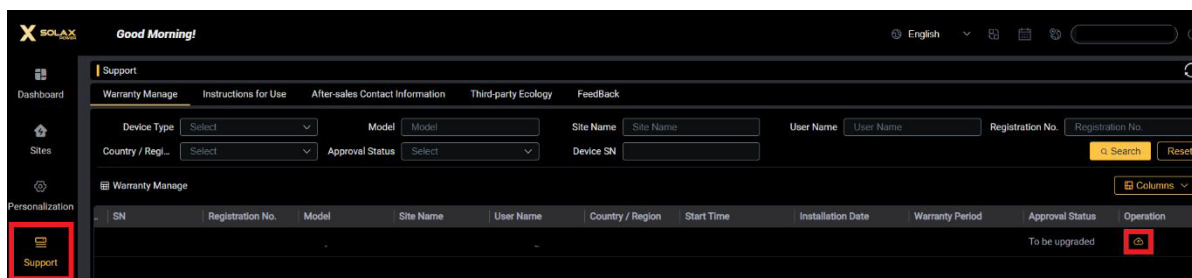 SOLAX POWER Good Morning! English
Dashboard
Sites
Personalization
Support
Support
Warranty Manage Instructions for Use After-sales Contact Information Third-party Ecology FeedBack
Device Type Select Model Model Site Name Site Name User Name User Name Registration No. Registration No.
Country / Regi... Select Approval Status Select Device SN Search Reset
Warranty Manage Columns
SN Registration No. Model Site Name User Name Country / Region Start Time Installation Date Warranty Period Approval Status Operation
To be upgraded